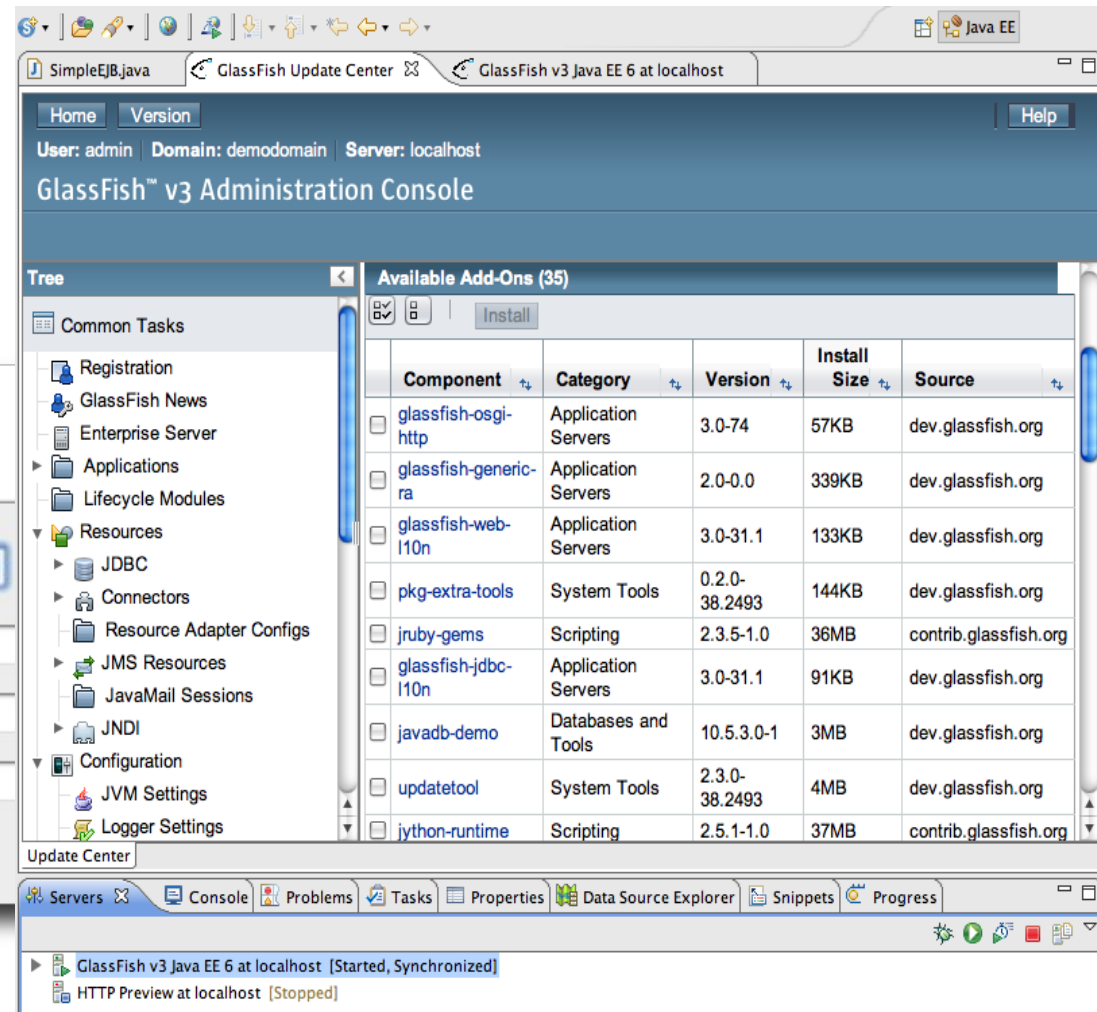 Java EE
SimpleEJB.java
GlassFish Update Center
GlassFish v3 Java EE 6 at localhost
Home
Version
Help
User: admin
Domain: demodomain
Server: localhost
GlassFish™ v3 Administration Console
Tree
Common Tasks
Registration
GlassFish News
Enterprise Server
Applications
Lifecycle Modules
Resources
JDBC
Connectors
Resource Adapter Configs
JMS Resources
JavaMail Sessions
JNDI
Configuration
JVM Settings
Logger Settings
Available Add-Ons (35)
Install
Component Category Version Install Size Source
glassfish-osgi-http Application Servers 3.0-74 57KB dev.glassfish.org
glassfish-generic-ra Application Servers 2.0-0.0 339KB dev.glassfish.org
glassfish-web-l10n Application Servers 3.0-31.1 133KB dev.glassfish.org
pkg-extra-tools System Tools 0.2.0-38.2493 144KB dev.glassfish.org
jruby-gems Scripting 2.3.5-1.0 36MB contrib.glassfish.org
glassfish-jdbc-l10n Application Servers 3.0-31.1 91KB dev.glassfish.org
javadb-demo Databases and Tools 10.5.3.0-1 3MB dev.glassfish.org
updatetool System Tools 2.3.0-38.2493 4MB dev.glassfish.org
jython-runtime Scripting 2.5.1-1.0 37MB contrib.glassfish.org
Update Center
Servers
Console
Problems
Tasks
Properties
Data Source Explorer
Snippets
Progress
GlassFish v3 Java EE 6 at localhost [Started, Synchronized]
HTTP Preview at localhost [Stopped]